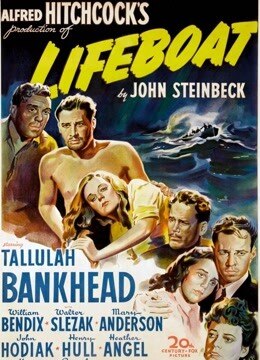 ALFRED HITCHCOCK'S
production of
LIFEBOAT
by JOHN STEINBECK
starring
TALLULAH
BANKHEAD
William Walter Mary
BENDIX SLEZAK ANDERSON
John Henry Heather
HODIAK HULL ANGEL
20th
CENTURY-FOX
PICTURE